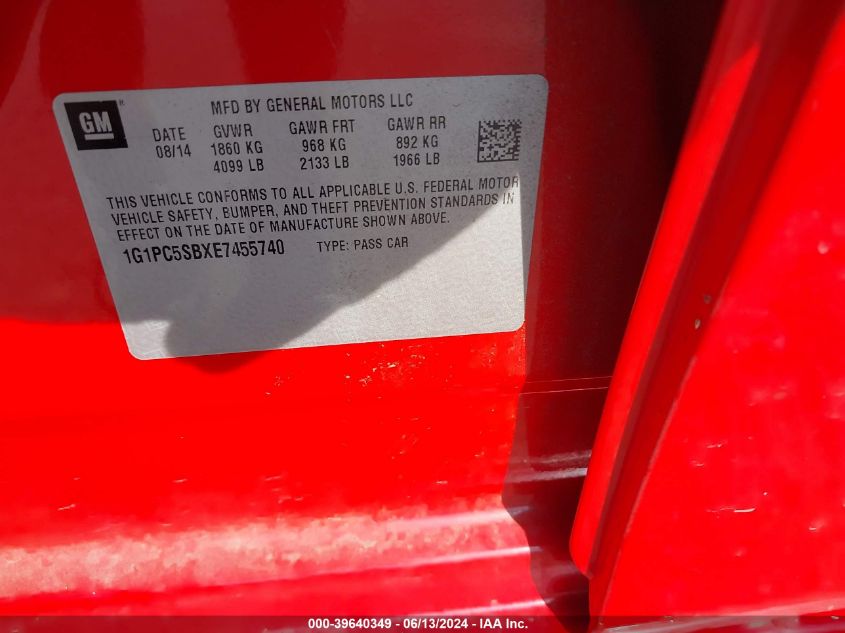 GM ®
MFD BY GENERAL MOTORS LLC
DATE GVWR GAWR FRT GAWR RR
08/14 1860 KG 968 KG 892 KG
4099 LB 2133 LB 1966 LB
THIS VEHICLE CONFORMS TO ALL APPLICABLE U.S. FEDERAL MOTOR
VEHICLE SAFETY, BUMPER, AND THEFT PREVENTION STANDARDS IN
EFFECT ON THE DATE OF MANUFACTURE SHOWN ABOVE.
1G1PC5SBXE7455740 TYPE: PASS CAR
000-39640349 - 06/13/2024 - IAA Inc.